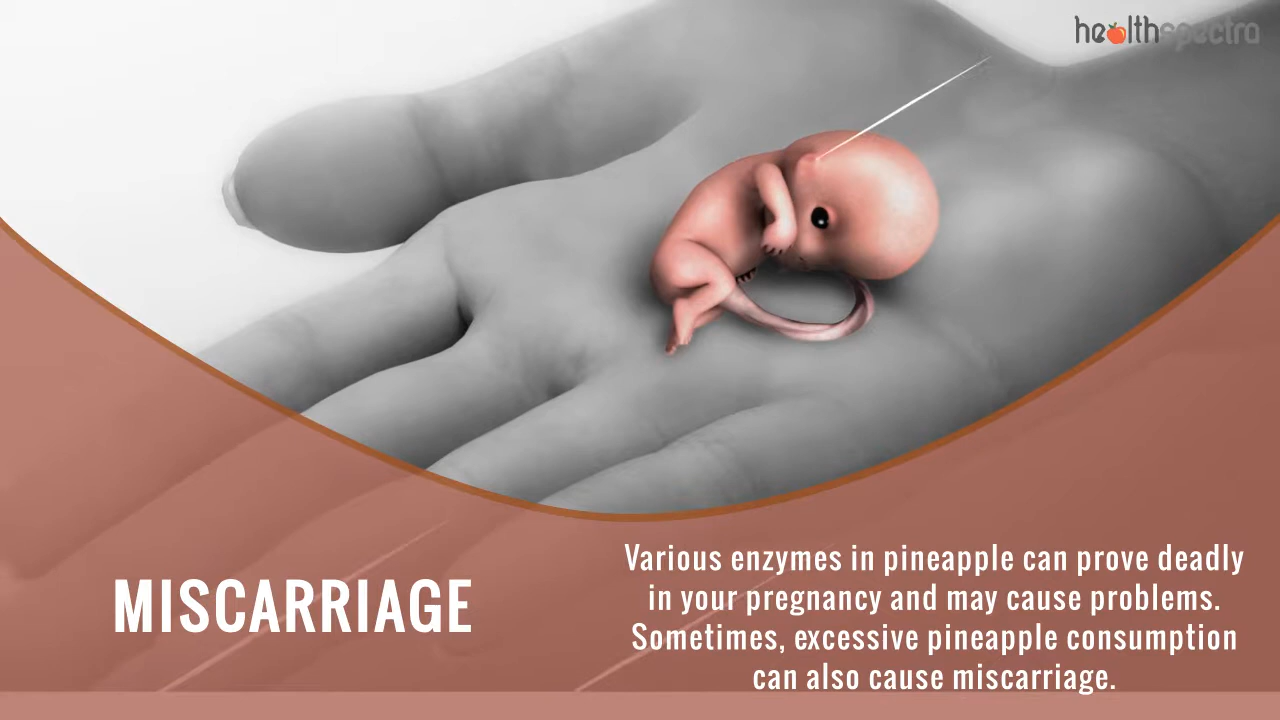 healthspectra
MISCARRIAGE
Various enzymes in pineapple can prove deadly
in your pregnancy and may cause problems.
Sometimes, excessive pineapple consumption
can also cause miscarriage.